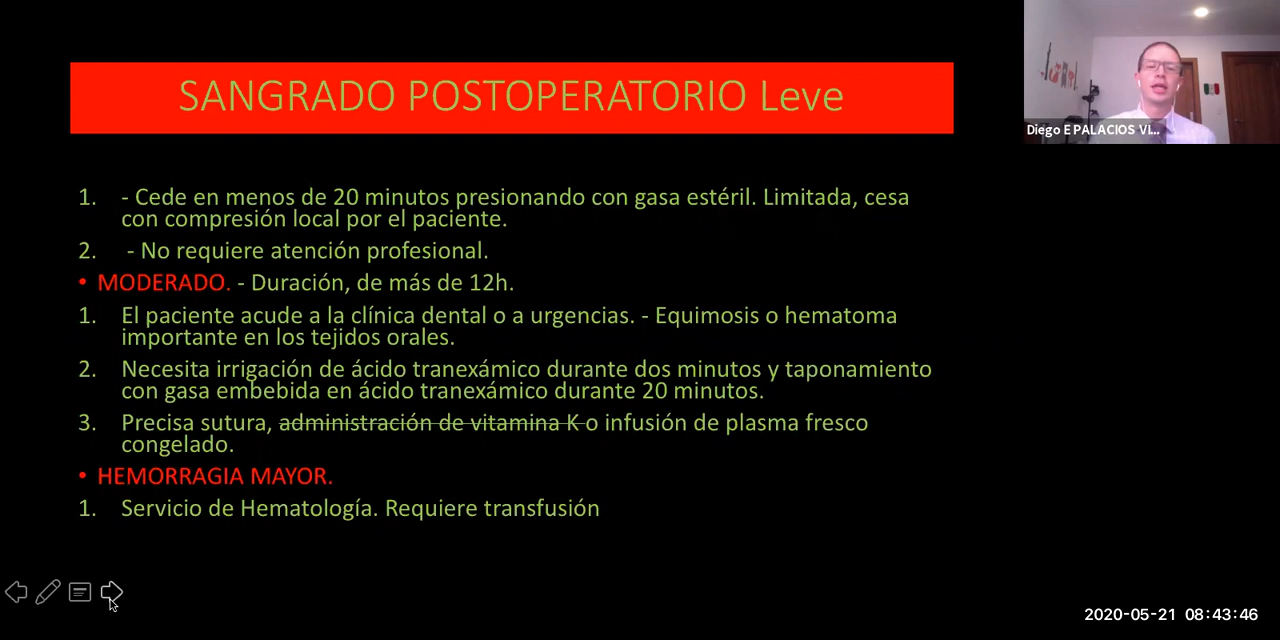 SANGRADO POSTOPERATORIO Leve
Diego E PALACIOS VI...
1. - Cede en menos de 20 minutos presionando con gasa estéril. Limitada, cesa
con compresión local por el paciente.
2. - No requiere atención profesional.
• MODERADO. - Duración, de más de 12h.
1. El paciente acude a la clínica dental o a urgencias. - Equimosis o hematoma
importante en los tejidos orales.
2. Necesita irrigación de ácido tranexámico durante dos minutos y taponamiento
con gasa embebida en ácido tranexámico durante 20 minutos.
3. Precisa sutura, administración de vitamina K o infusión de plasma fresco
congelado.
• HEMORRAGIA MAYOR.
1. Servicio de Hematología. Requiere transfusión
2020-05-21 08:43:46